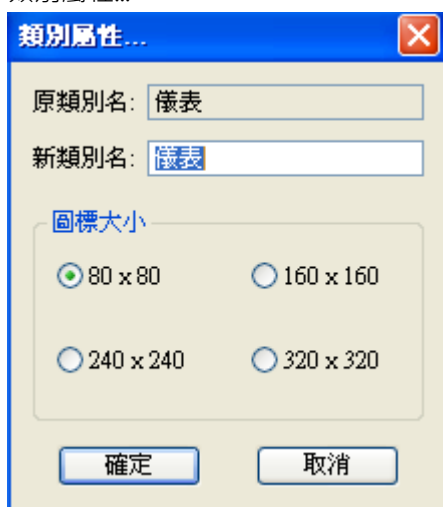 類別屬性...
原類別名: 儀表
新類別名: 儀表
圖標大小
80 x 80 160 x 160
240 x 240 320 x 320
確定 取消